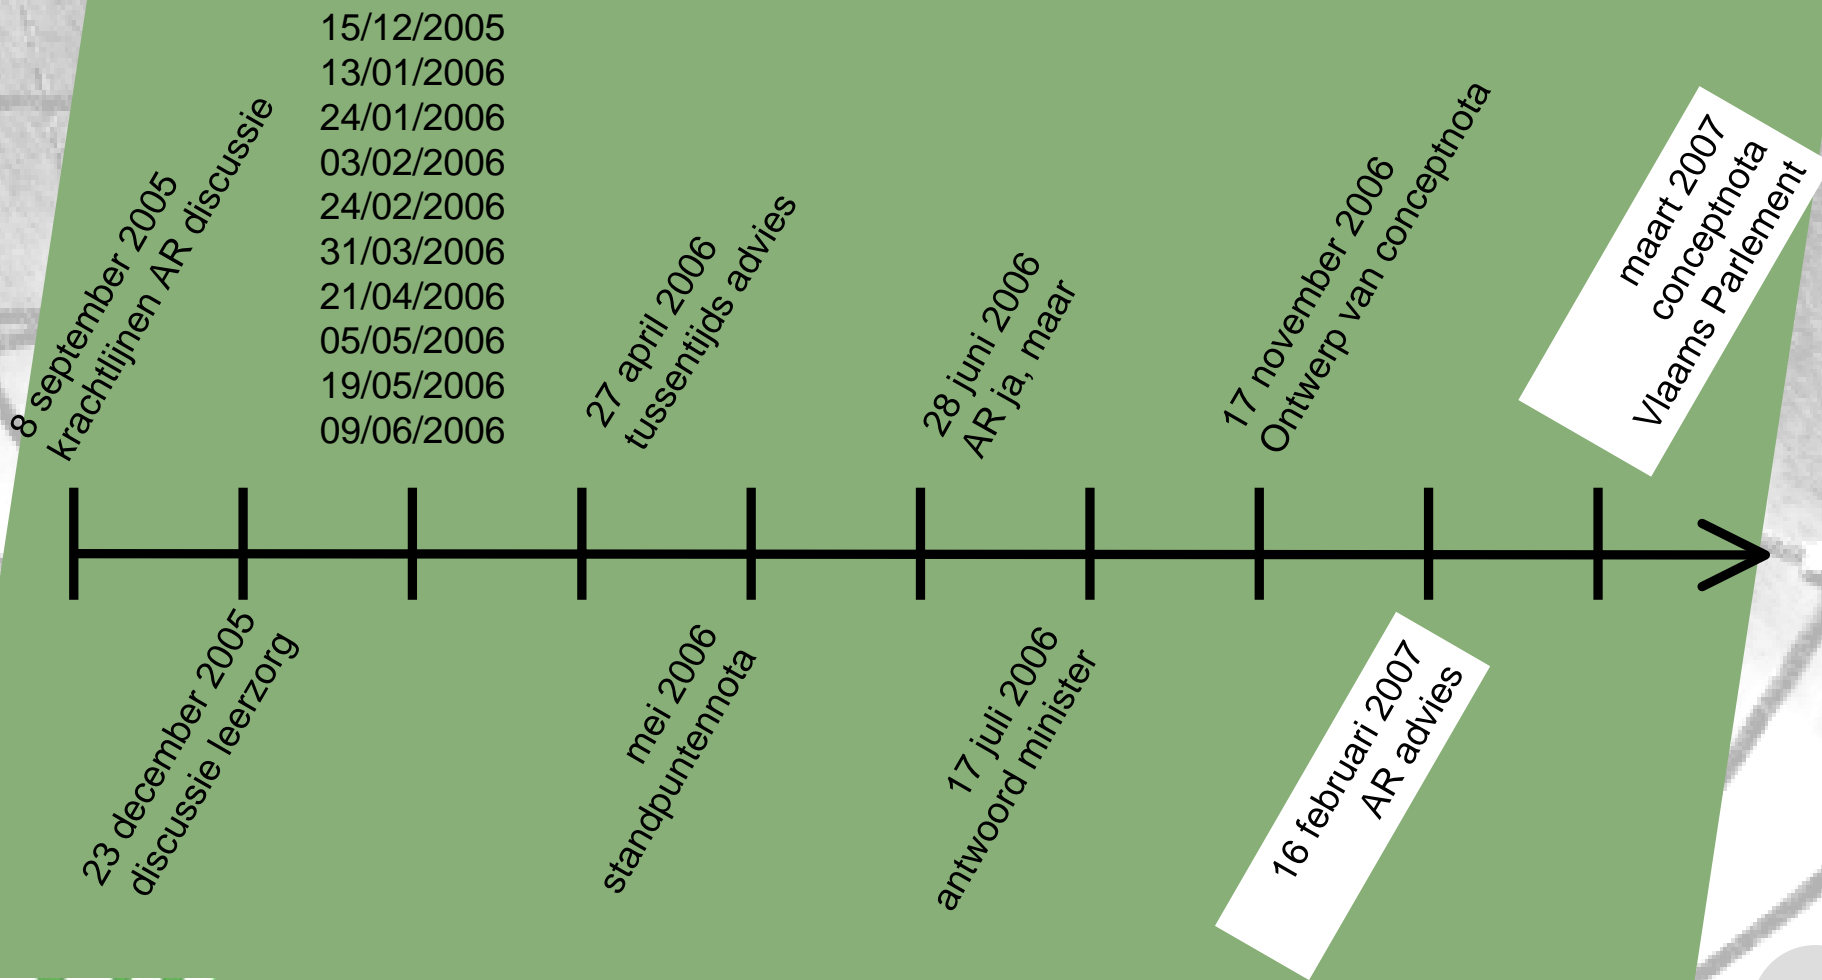 8 september 2005
krachtlijnen AR discussie
15/12/2005
13/01/2006
24/01/2006
03/02/2006
24/02/2006
31/03/2006
21/04/2006
05/05/2006
19/05/2006
09/06/2006
27 april 2006
tussentijds advies
28 juni 2006
AR ja, maar
17 november 2006
Ontwerp van conceptnota
maart 2007
conceptnota
Vlaams Parlement
23 december 2005
discussie leerzorg
mei 2006
standpuntennota
17 juli 2006
antwoord minister
16 februari 2007
AR advies